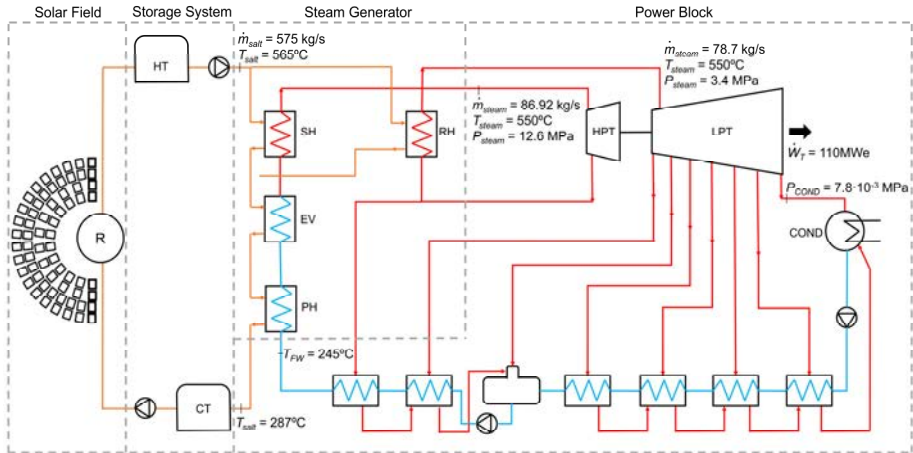 Solar Field
Storage System
Steam Generator
Power Block
ṁsalt = 575 kg/s
Tsalt = 565ºC
HT
ṁsteam = 78.7 kg/s
Tsteam = 550ºC
Psteam = 3.4 MPa
ṁsteam = 86.92 kg/s
Tsteam = 550ºC
Psteam = 12.6 MPa
SH
RH
HPT
LPT
ẆT = 110MWe
PCOND = 7.8·10-3 MPa
R
EV
COND
PH
TFW = 245ºC
CT
Tsalt = 287ºC